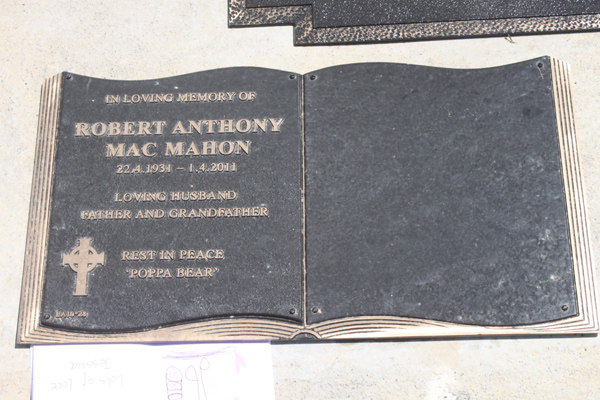 IN LOVING MEMORY OF
ROBERT ANTHONY
MAC MAHON
22.4.1931 – 1.4.2011
LOVING HUSBAND
FATHER AND GRANDFATHER
REST IN PEACE
'POPPA BEAR'